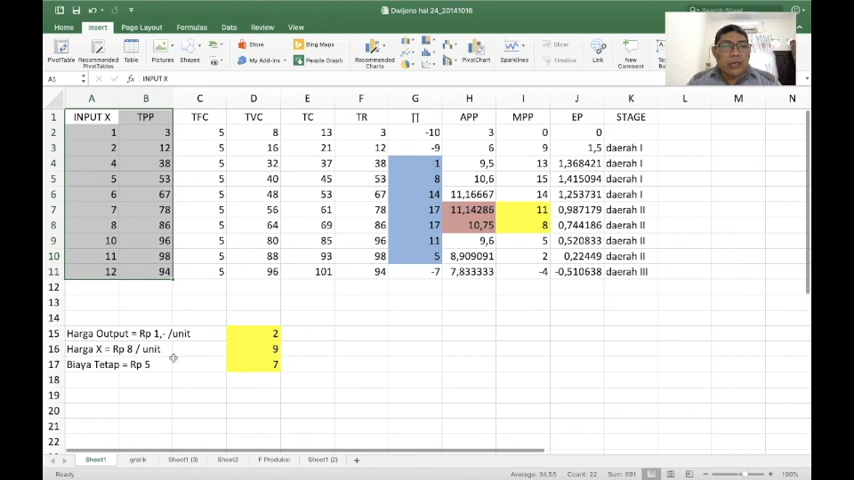 Dwijono hal 24_20141016
Home Insert Page Layout Formulas Data Review View
PivotTable Recommended PivotTables Table Pictures Shapes Store My Add-ins Bing Maps People Graph Recommended Charts PivotChart Sparklines Slicer Timeline Link New Comment
A1 fx INPUT X
A B C D E F G H I J K L M N
1 INPUT X TPP TFC TVC TC TR ∏ APP MPP EP STAGE
2 1 3 5 8 13 3 -10 3 0 0
3 2 12 5 16 21 12 -9 6 9 1,5 daerah I
4 4 38 5 32 37 38 1 9,5 13 1,368421 daerah I
5 5 53 5 40 45 53 8 10,6 15 1,415094 daerah I
6 6 67 5 48 53 67 14 11,16667 14 1,253731 daerah I
7 7 78 5 56 61 78 17 11,14286 11 0,987179 daerah II
8 8 86 5 64 69 86 17 10,75 8 0,744186 daerah II
9 10 96 5 80 85 96 11 9,6 5 0,520833 daerah II
10 11 98 5 88 93 98 5 8,909091 2 0,22449 daerah II
11 12 94 5 96 101 94 -7 7,833333 -4 -0,510638 daerah III
12
13
14
15 Harga Output = Rp 1,- /unit 2
16 Harga X = Rp 8 / unit 9
17 Biaya Tetap = Rp 5 7
18
19
20
21
22
Sheet1 grafik Sheet1 (3) Sheet2 F Produksi Sheet1 (2) +
Ready Average: 34,55 Count: 22 Sum: 691 190%